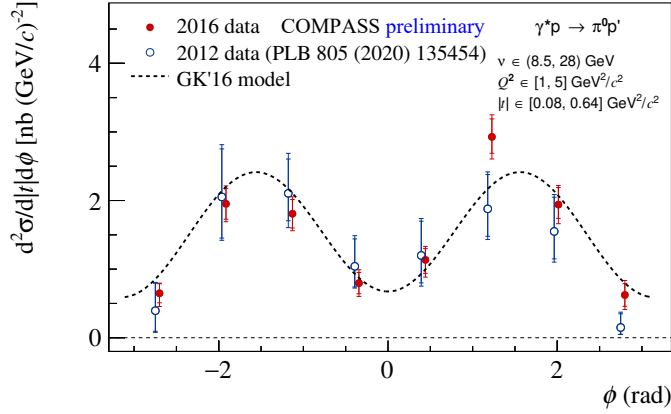 2016 data COMPASS preliminary
2012 data (PLB 805 (2020) 135454)
GK'16 model
γ*p → π⁰p'
ν ∈ (8.5, 28) GeV
Q² ∈ [1, 5] GeV²/c²
|t| ∈ [0.08, 0.64] GeV²/c²
d²σ/d|t|dϕ [nb (GeV/c)⁻²]
4
2
0
−2 0 2
ϕ (rad)